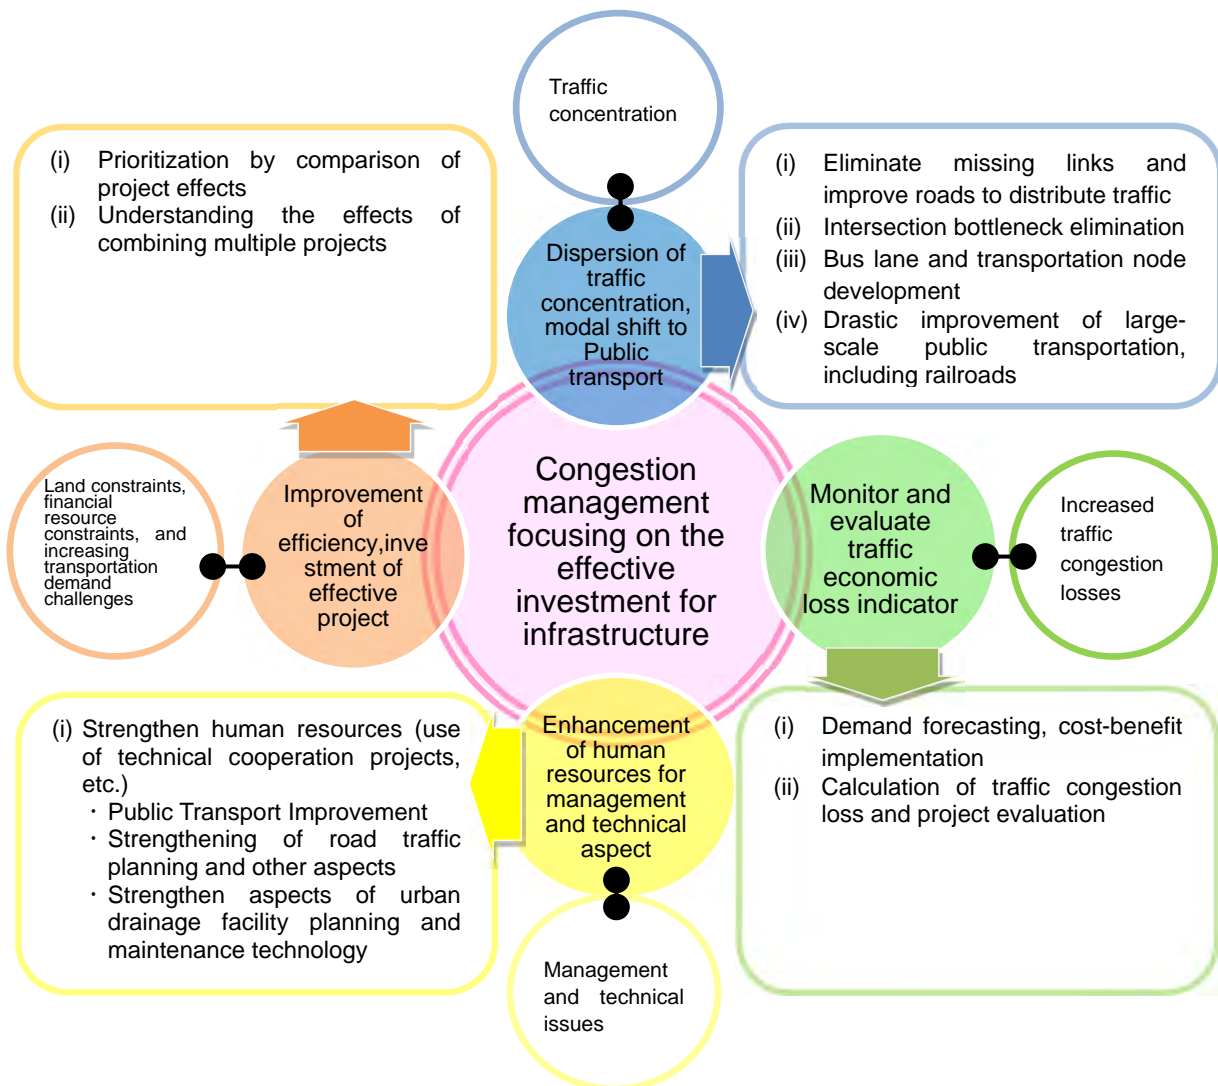 Traffic
concentration
(i) Prioritization by comparison of
project effects
(ii) Understanding the effects of
combining multiple projects
(i) Eliminate missing links and
improve roads to distribute traffic
(ii) Intersection bottleneck elimination
(iii) Bus lane and transportation node
development
(iv) Drastic improvement of large-
scale public transportation,
including railroads
Dispersion of
traffic
concentration,
modal shift to
Public
transport
Land constraints,
financial
resource
constraints, and
increasing
transportation
demand
challenges
Improvement
of
efficiency,inve
stment of
effective
project
Congestion
management
focusing on the
effective
investment for
infrastructure
Monitor and
evaluate
traffic
economic
loss indicator
Increased
traffic
congestion
losses
(i) Strengthen human resources (use
of technical cooperation projects,
etc.)
・ Public Transport Improvement
・ Strengthening of road traffic
planning and other aspects
・ Strengthen aspects of urban
drainage facility planning and
maintenance technology
Enhancement
of human
resources for
management
and technical
aspect
(i) Demand forecasting, cost-benefit
implementation
(ii) Calculation of traffic congestion
loss and project evaluation
Management
and technical
issues